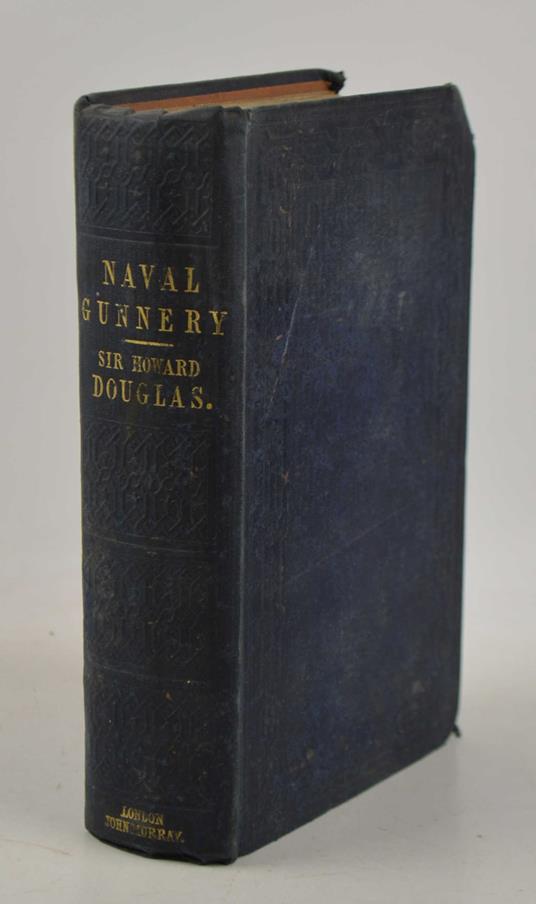 NAVAL
GUNNERY
SIR HOWARD
DOUGLAS.
LONDON
JOHN MURRAY.